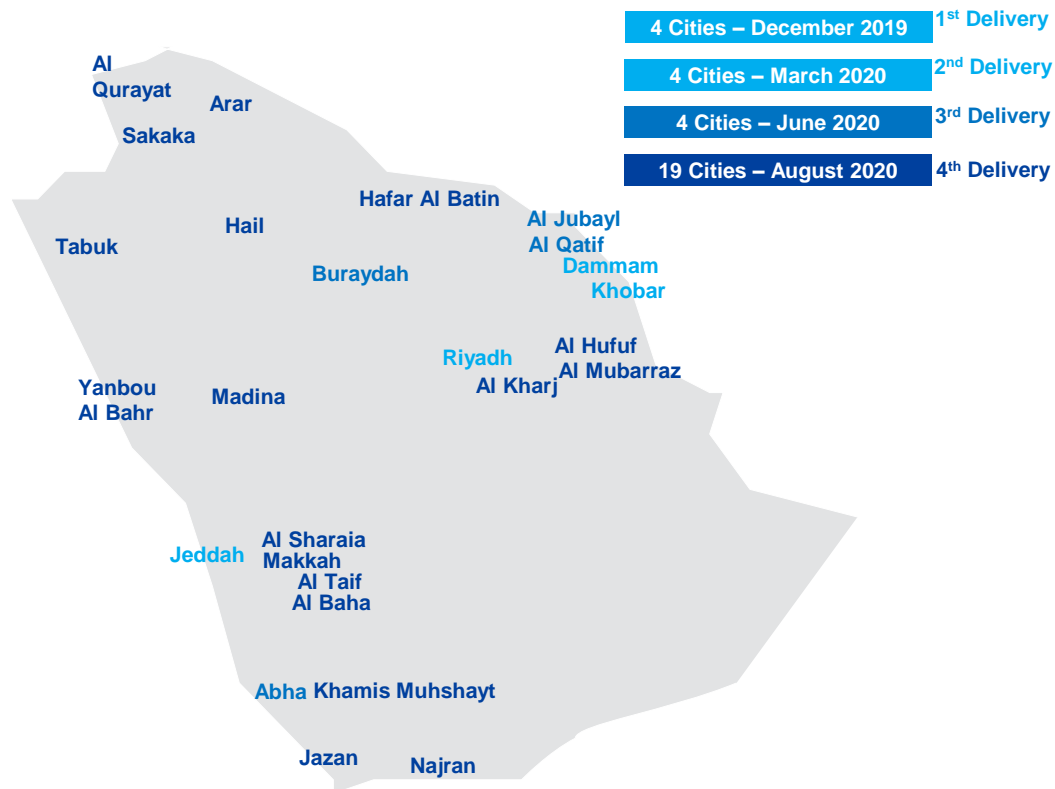 4 Cities – December 2019
1st Delivery
4 Cities – March 2020
2nd Delivery
4 Cities – June 2020
3rd Delivery
19 Cities – August 2020
4th Delivery
Al
Qurayat
Arar
Sakaka
Hafar Al Batin
Hail
Al Jubayl
Tabuk
Al Qatif
Buraydah
Dammam
Khobar
Riyadh
Al Hufuf
Al Mubarraz
Al Kharj
Yanbou
Al Bahr
Madina
Jeddah
Al Sharaia
Makkah
Al Taif
Al Baha
Abha
Khamis Muhshayt
Jazan
Najran